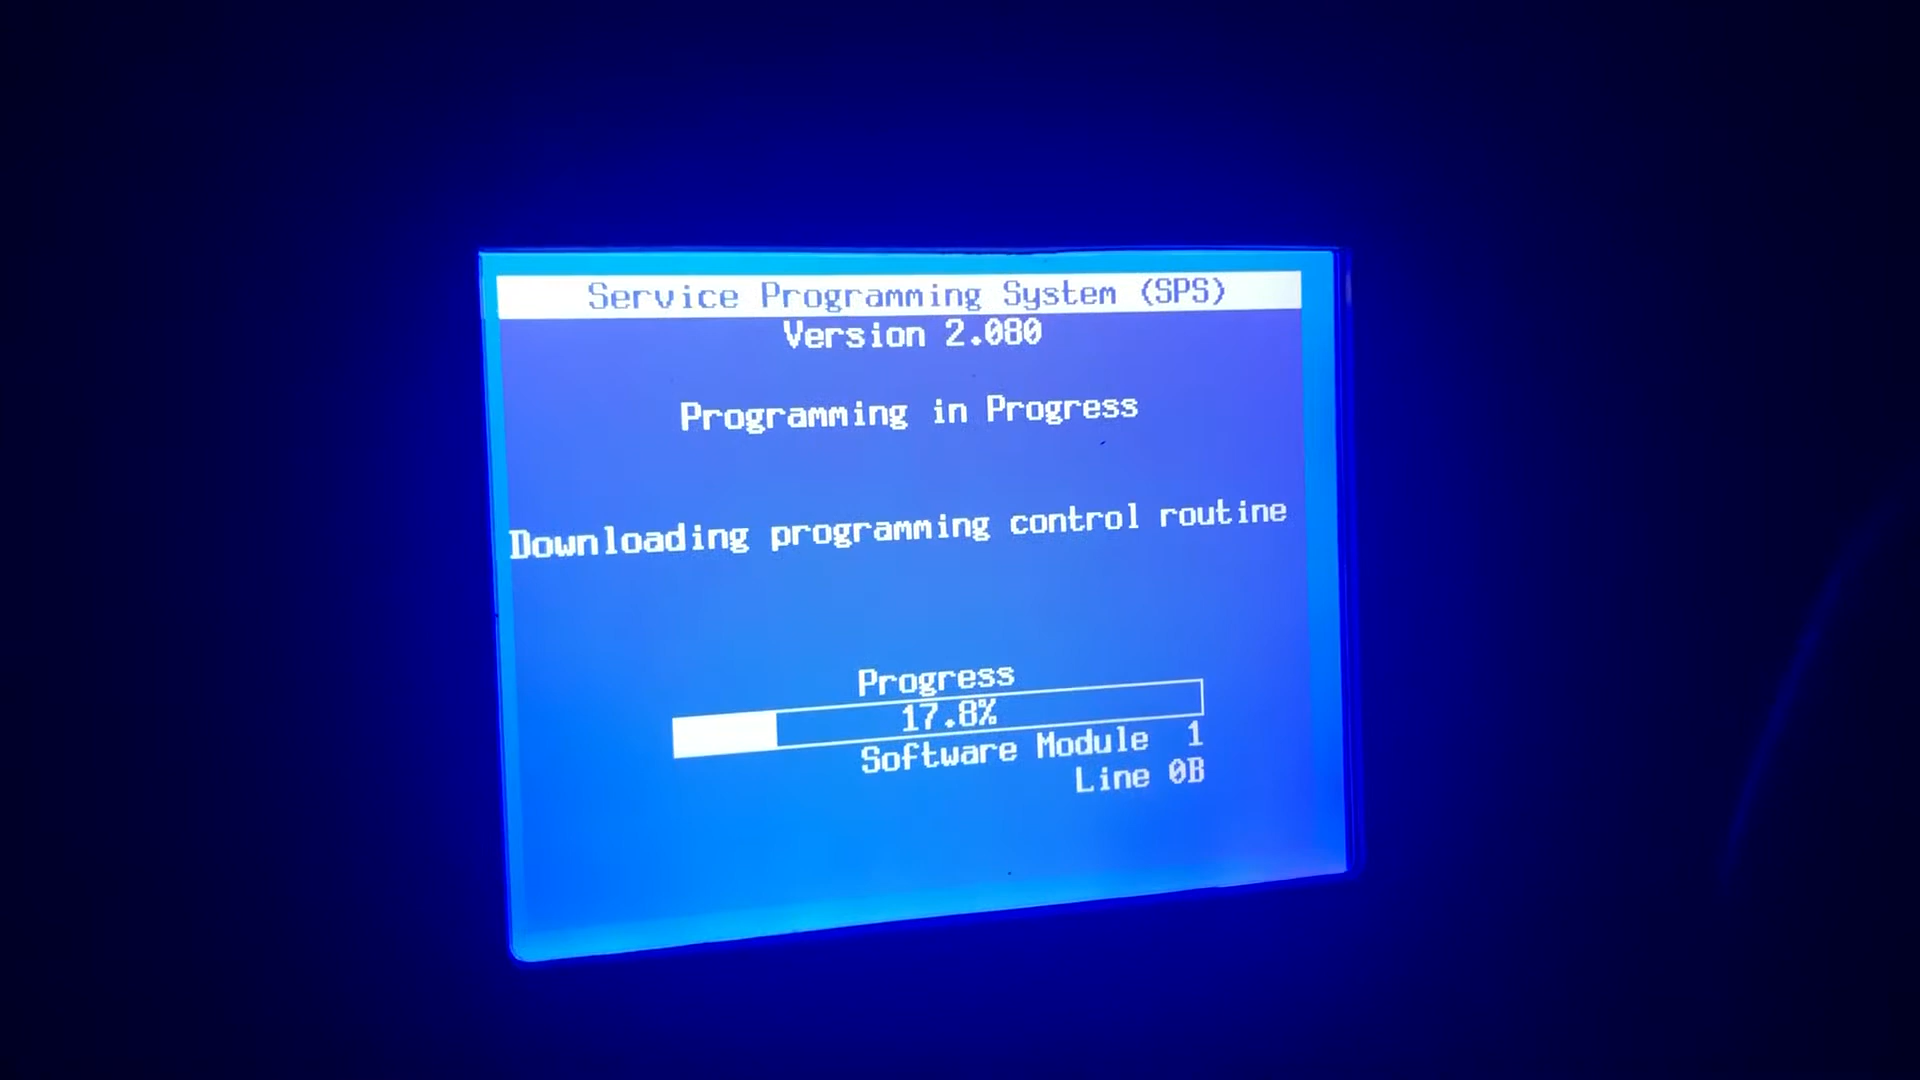 Service Programming System (SPS)
Version 2.080
Programming in Progress
Downloading programming control routine
Progress
17.8%
Software Module 1
Line 0B